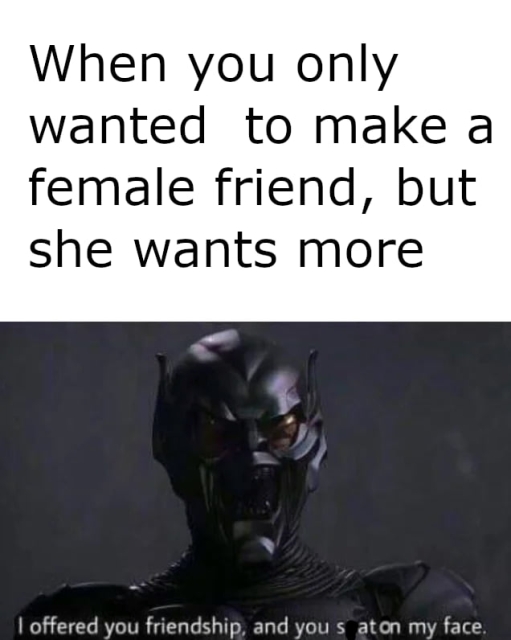 When you only
wanted to make a
female friend, but
she wants more
I offered you friendship, and you s at on my face.